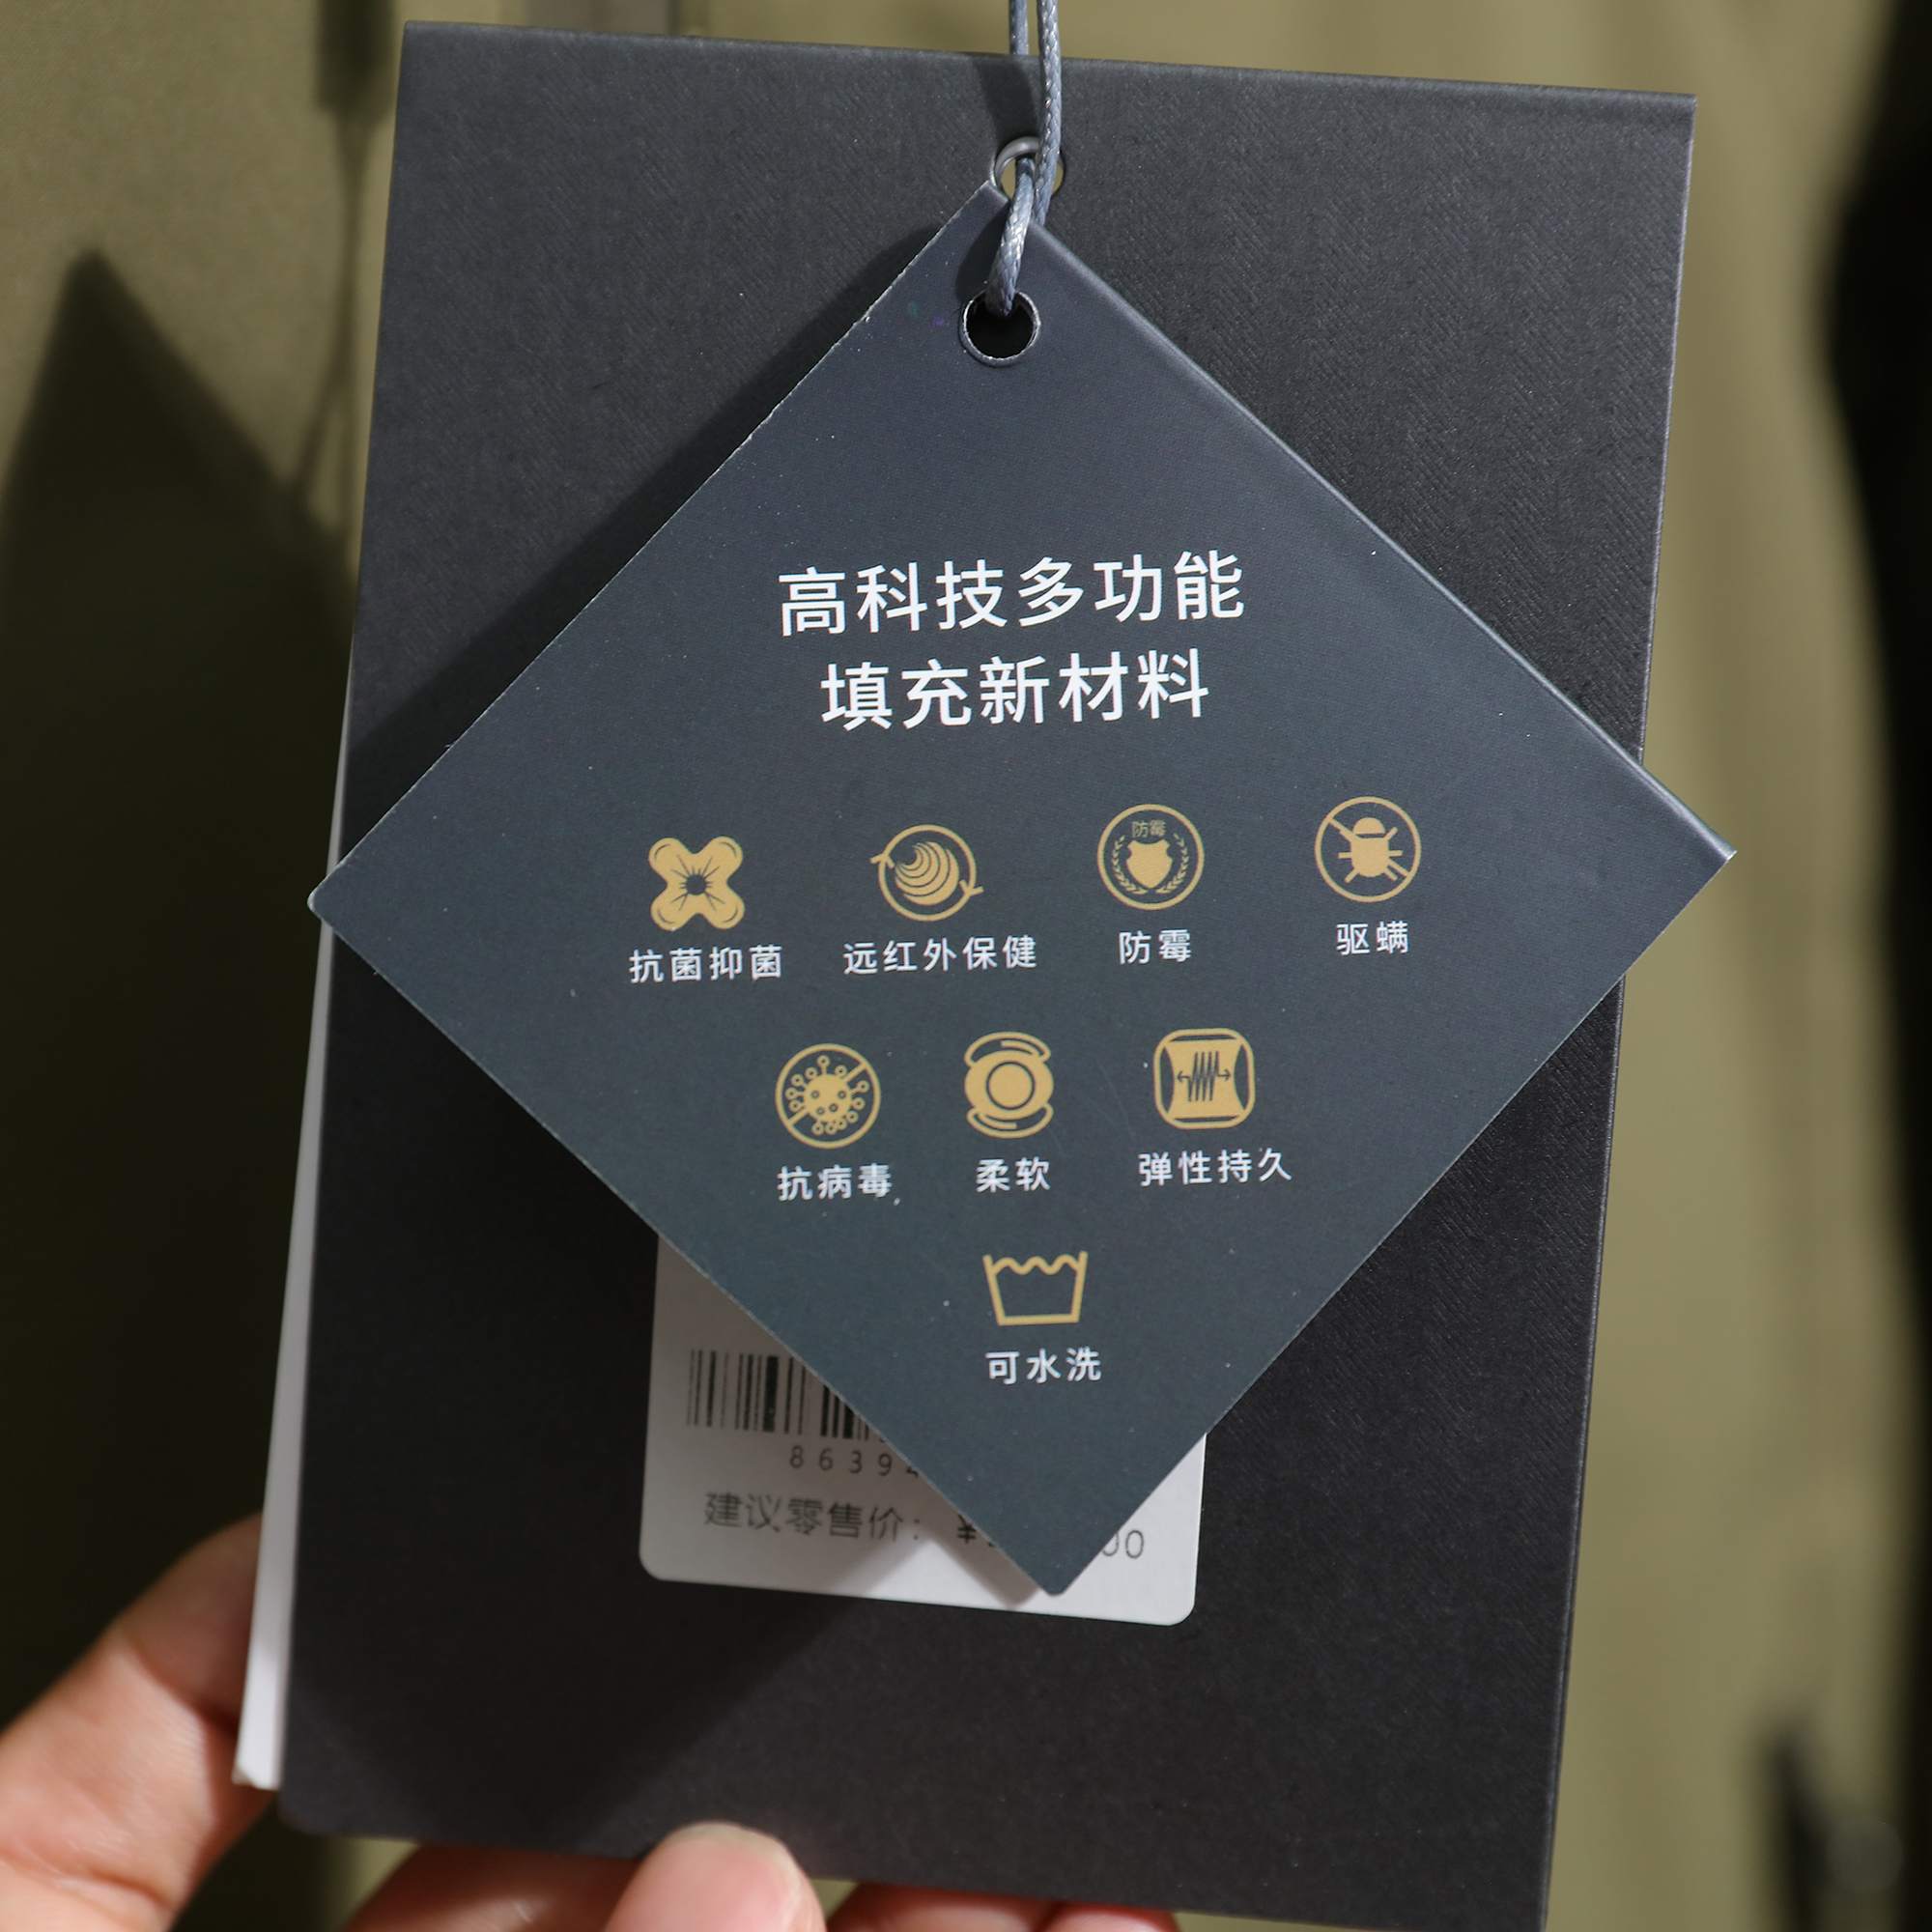 高科技多功能
填充新材料
防霉
抗菌抑菌 远红外保健 防霉 驱螨
抗病毒 柔软 弹性持久
可水洗
8639
建议零售价: ¥ 00